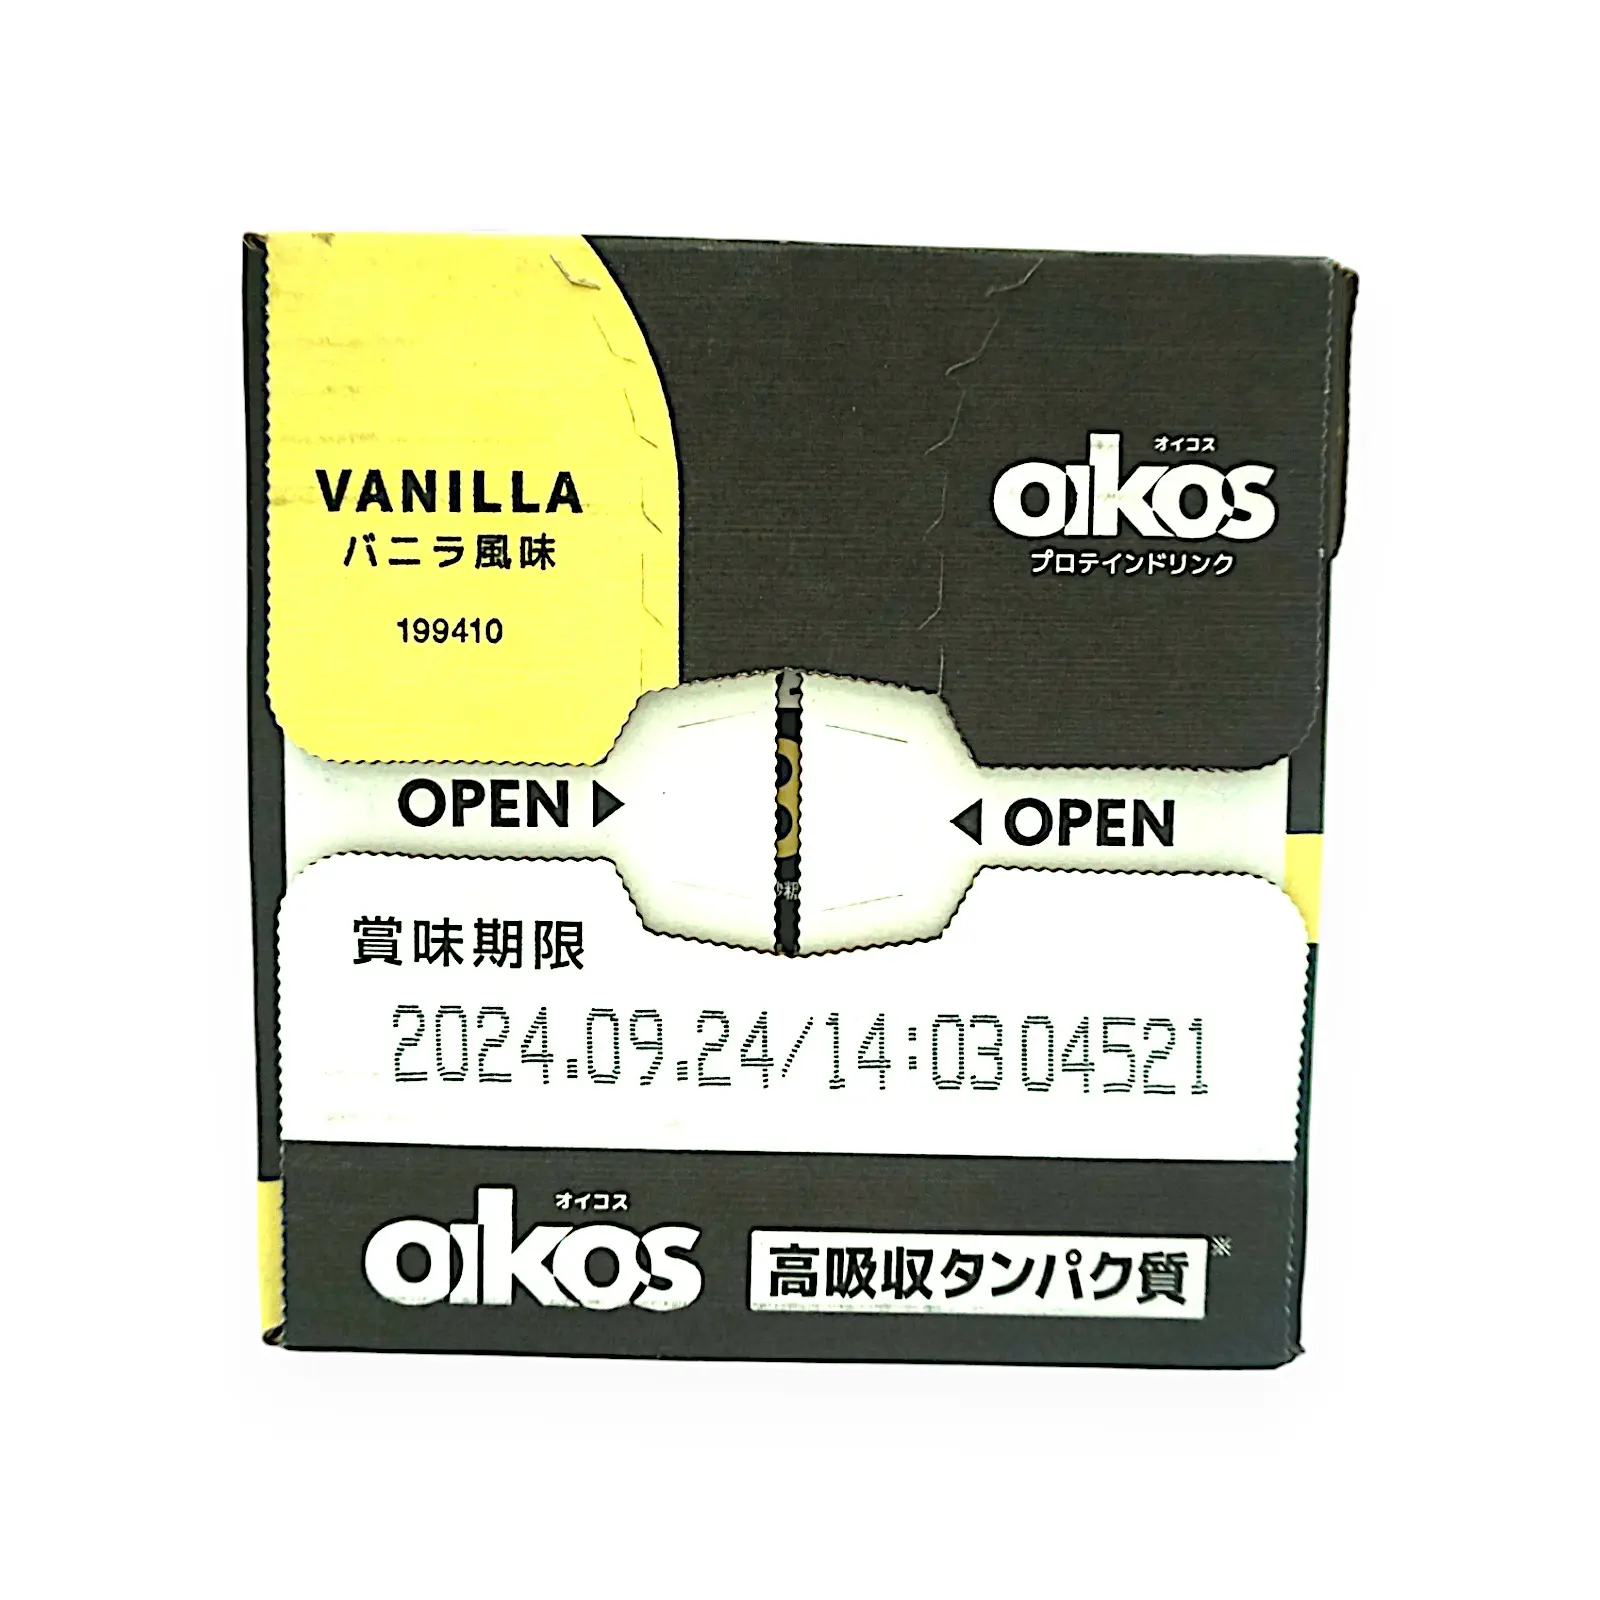 VANILLA
バニラ風味
199410
オイコス
oikos
プロテインドリンク
OPEN
OPEN
賞味期限
2024.09.24/14:03 04521
オイコス
oikos
高吸収タンパク質※